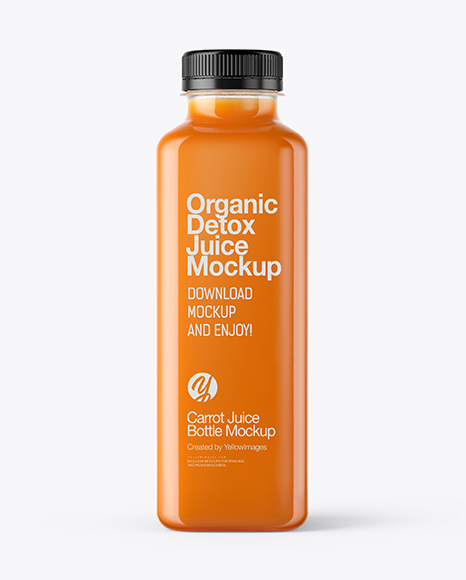 Organic
Detox
Juice
Mockup
DOWNLOAD
MOCKUP
AND ENJOY!
Y
Carrot Juice
Bottle Mockup
Created by Yellowimages